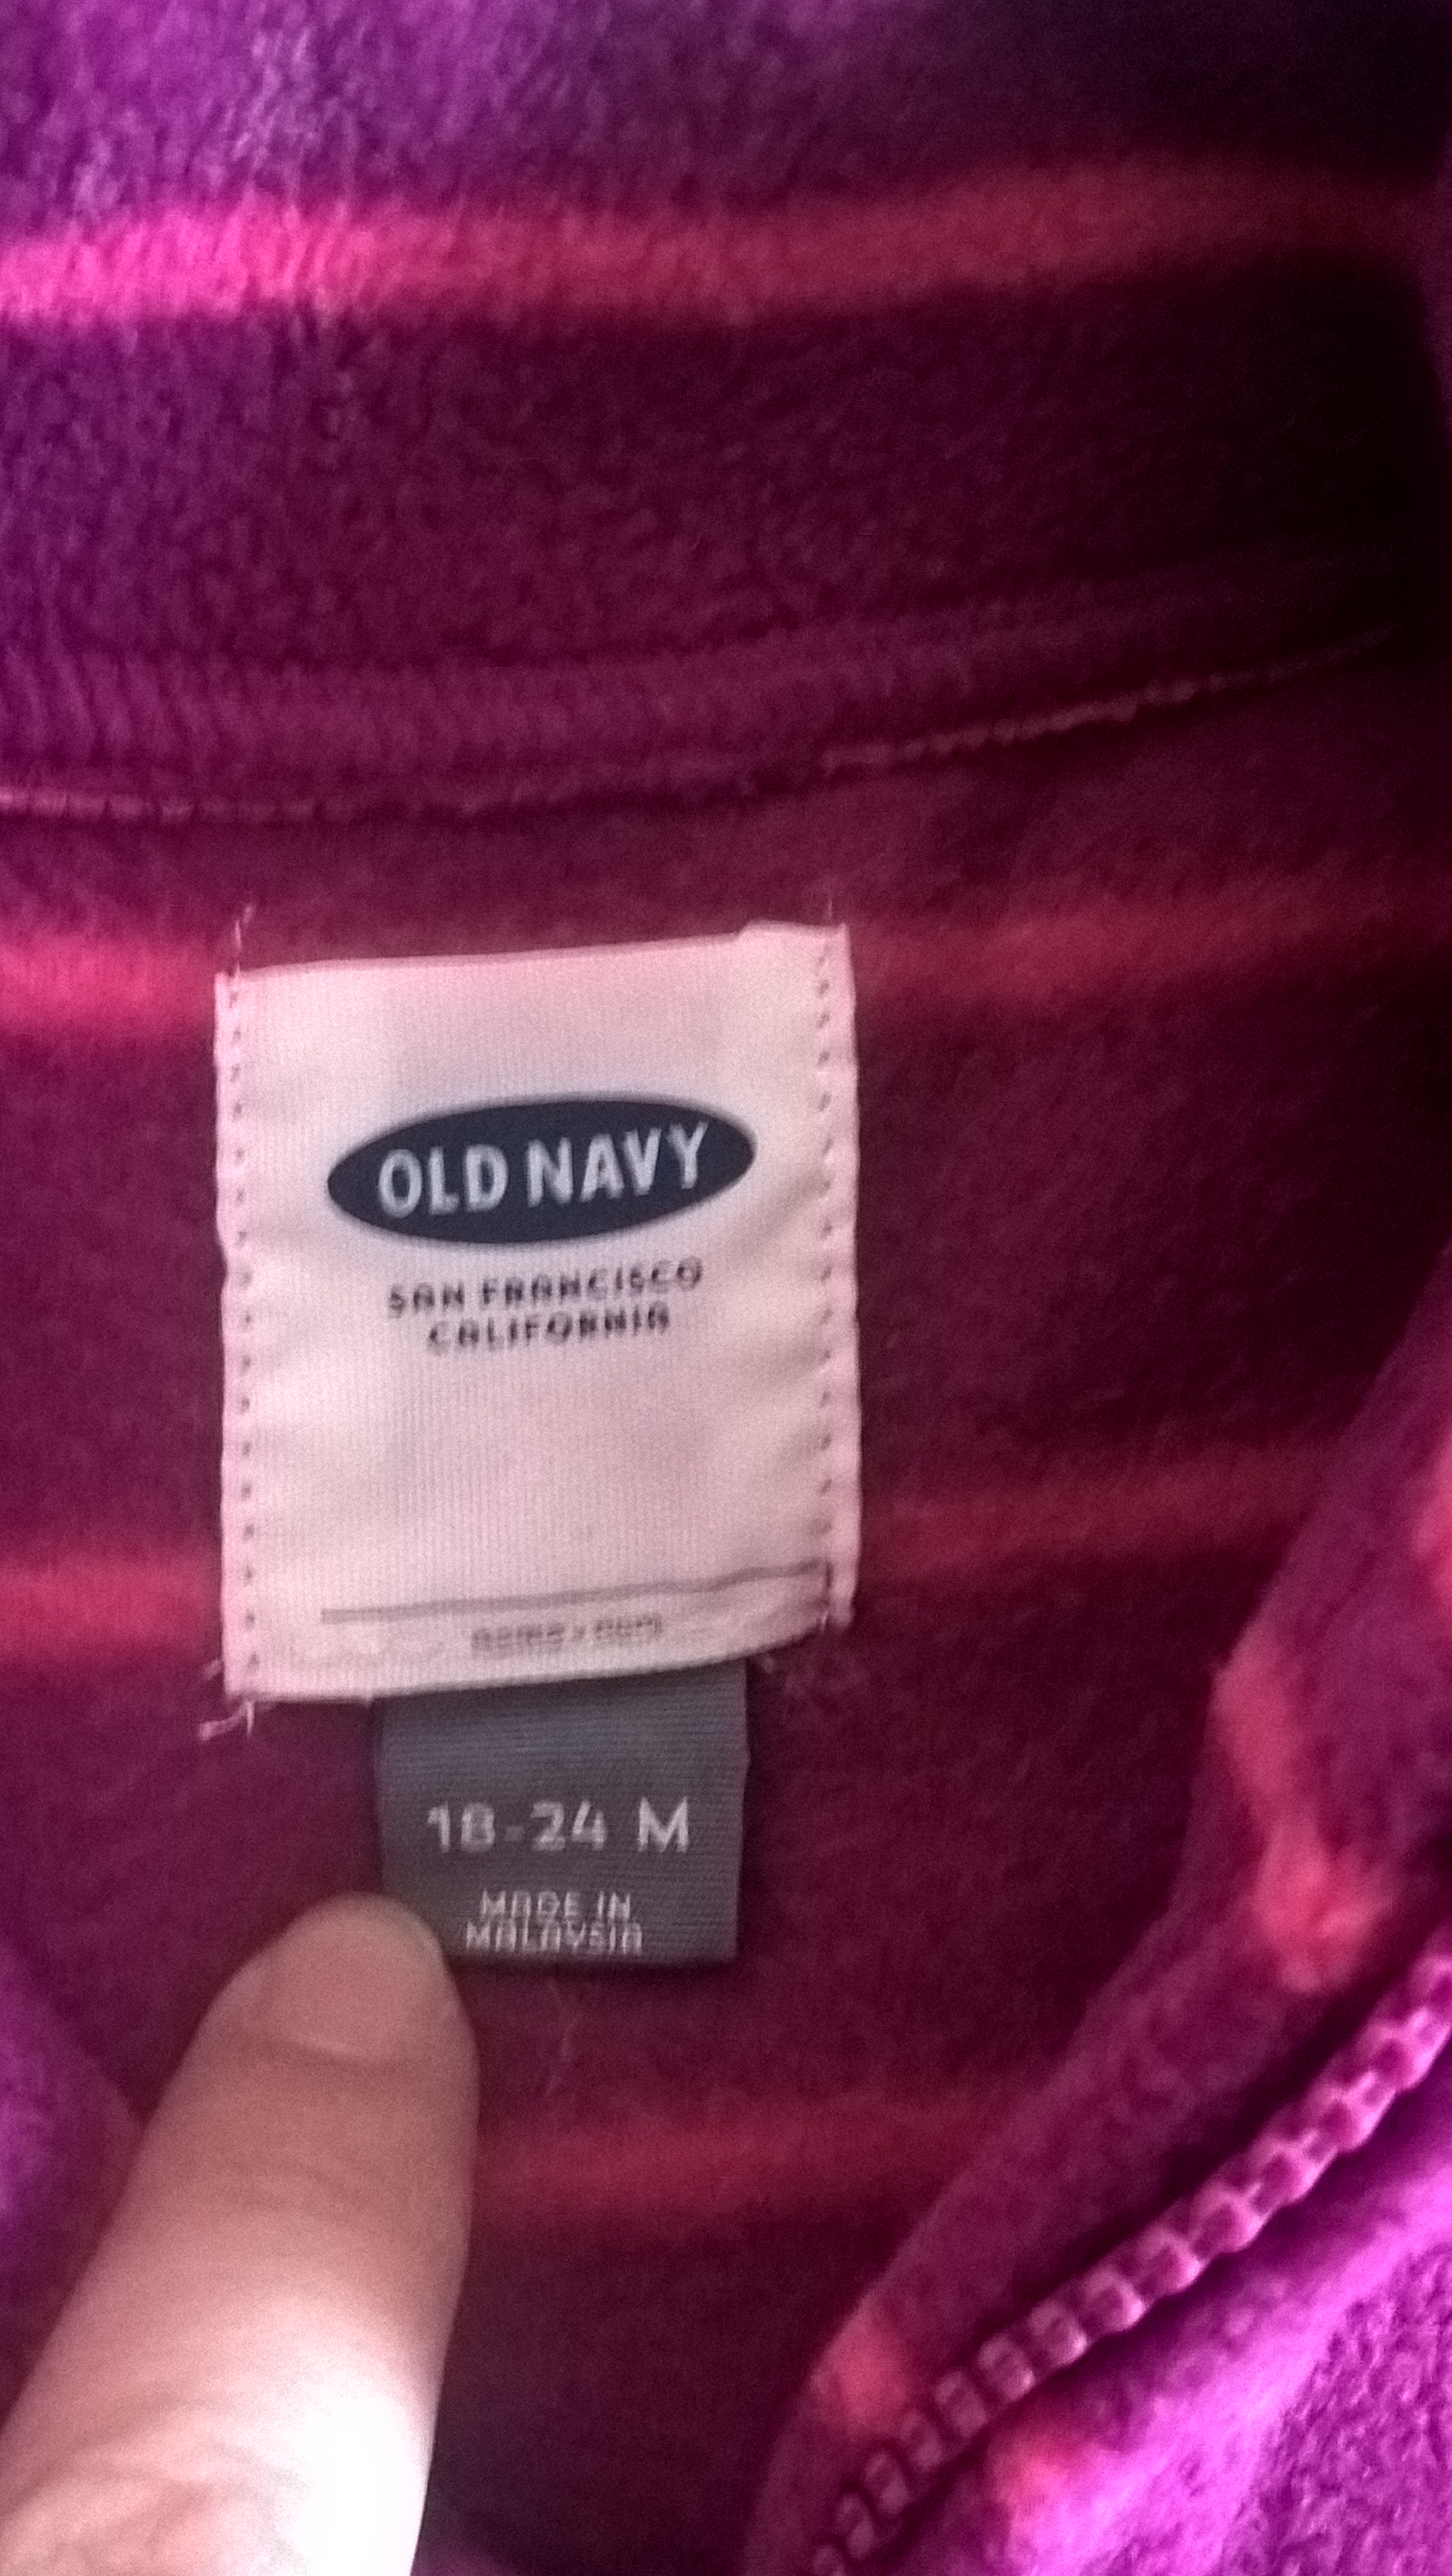 OLD NAVY
SAN FRANCISCO
CALIFORNIA
18-24 M
MADE IN
MALAYSIA